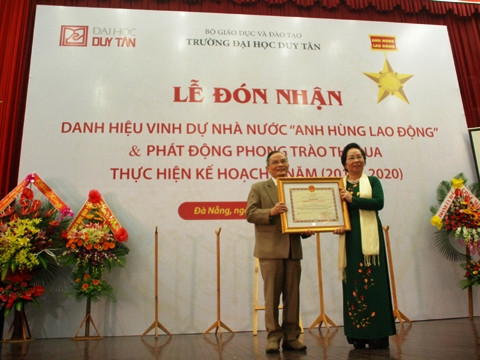 ĐẠI HỌC
DUY TÂN
BỘ GIÁO DỤC VÀ ĐÀO TẠO
TRƯỜNG ĐẠI HỌC DUY TÂN
ANH HÙNG
LAO ĐỘNG
LỄ ĐÓN NHẬN
DANH HIỆU VINH DỰ NHÀ NƯỚC "ANH HÙNG LAO ĐỘNG"
& PHÁT ĐỘNG PHONG TRÀO THI ĐUA
THỰC HIỆN KẾ HOẠCH NĂM 2020)
Đà Nẵng,